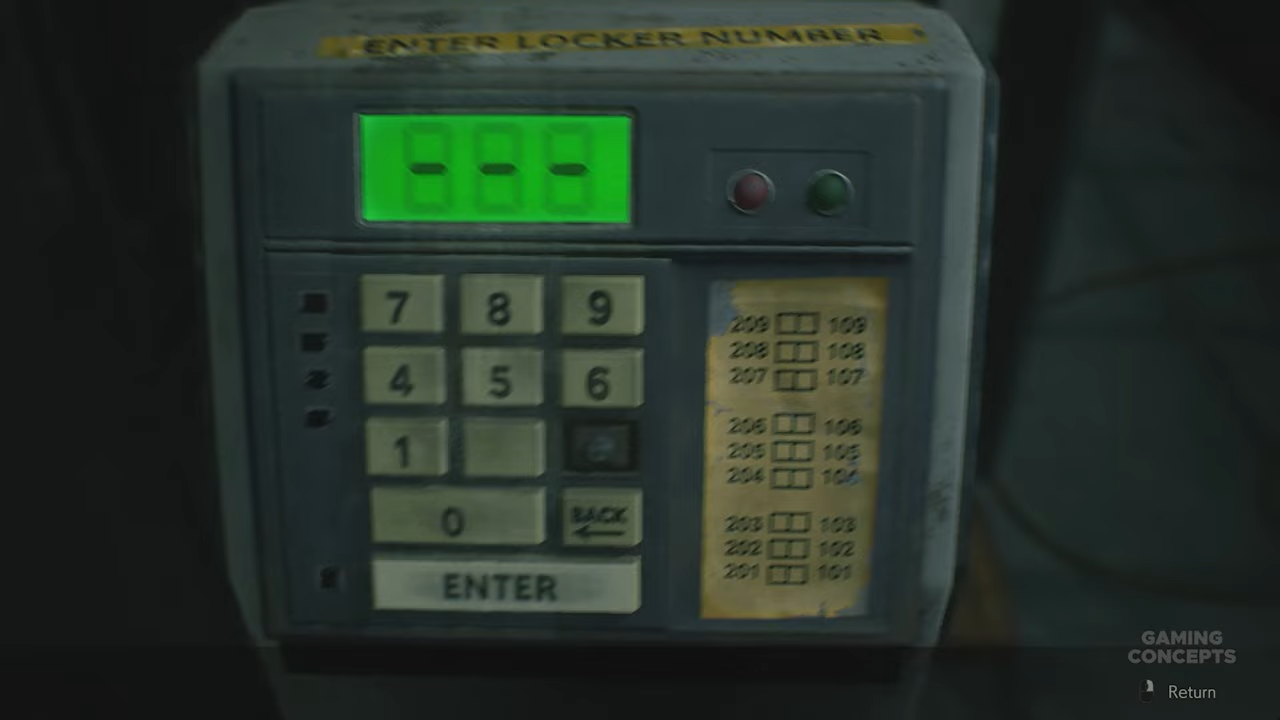 ENTER LOCKER NUMBER
- - -
7 8 9
4 5 6
1
0 BACK
ENTER
209 109
208 108
207 107
206 106
205 105
204 104
203 103
202 102
201 101
GAMING
CONCEPTS
Return